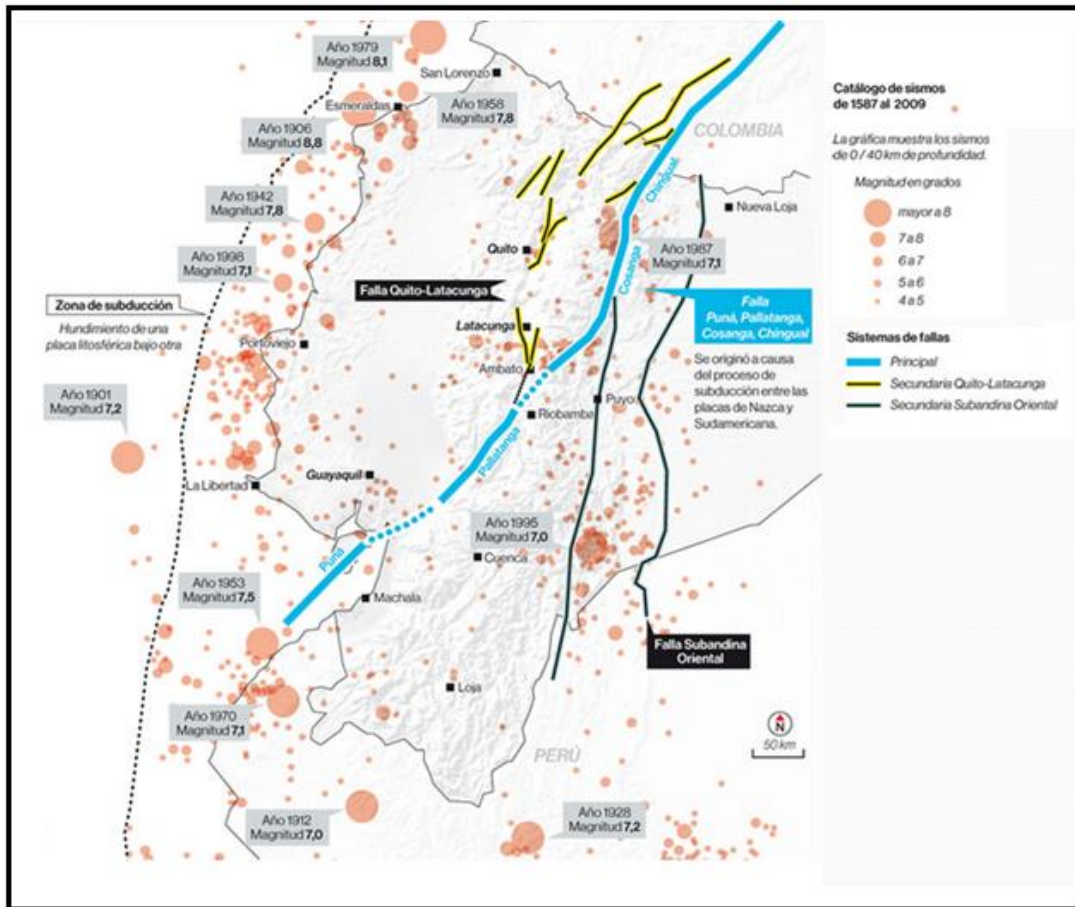 Año 1979
Magnitud 8,1
San Lorenzo
Esmeraldas
Año 1958
Magnitud 7,8
Año 1906
Magnitud 8,8
COLOMBIA
Chingual
Año 1942
Magnitud 7,8
Nueva Loja
Quito
Año 1998
Magnitud 7,1
Año 1987
Magnitud 7,1
Cosanga
Falla Quito-Latacunga
Zona de subducción
Hundimiento de una
placa litosférica bajo otra
Falla
Puná, Pallatanga,
Cosanga, Chingual
Se originó a causa
del proceso de
subducción entre las
placas de Nazca y
Sudamericana.
Latacunga
Portoviejo
Ambato
Año 1901
Magnitud 7,2
Riobamba
Puyo
Pallatanga
Guayaquil
La Libertad
Año 1995
Magnitud 7,0
Cuenca
Puná
Año 1953
Magnitud 7,5
Machala
Falla Subandina
Oriental
Loja
Año 1970
Magnitud 7,1
PERÚ
N
50 km
Año 1912
Magnitud 7,0
Año 1928
Magnitud 7,2
Catálogo de sismos
de 1587 al 2009
La gráfica muestra los sismos
de 0 / 40 km de profundidad.
Magnitud en grados
mayor a 8
7 a 8
6 a 7
5 a 6
4 a 5
Sistemas de fallas
Principal
Secundaria Quito-Latacunga
Secundaria Subandina Oriental